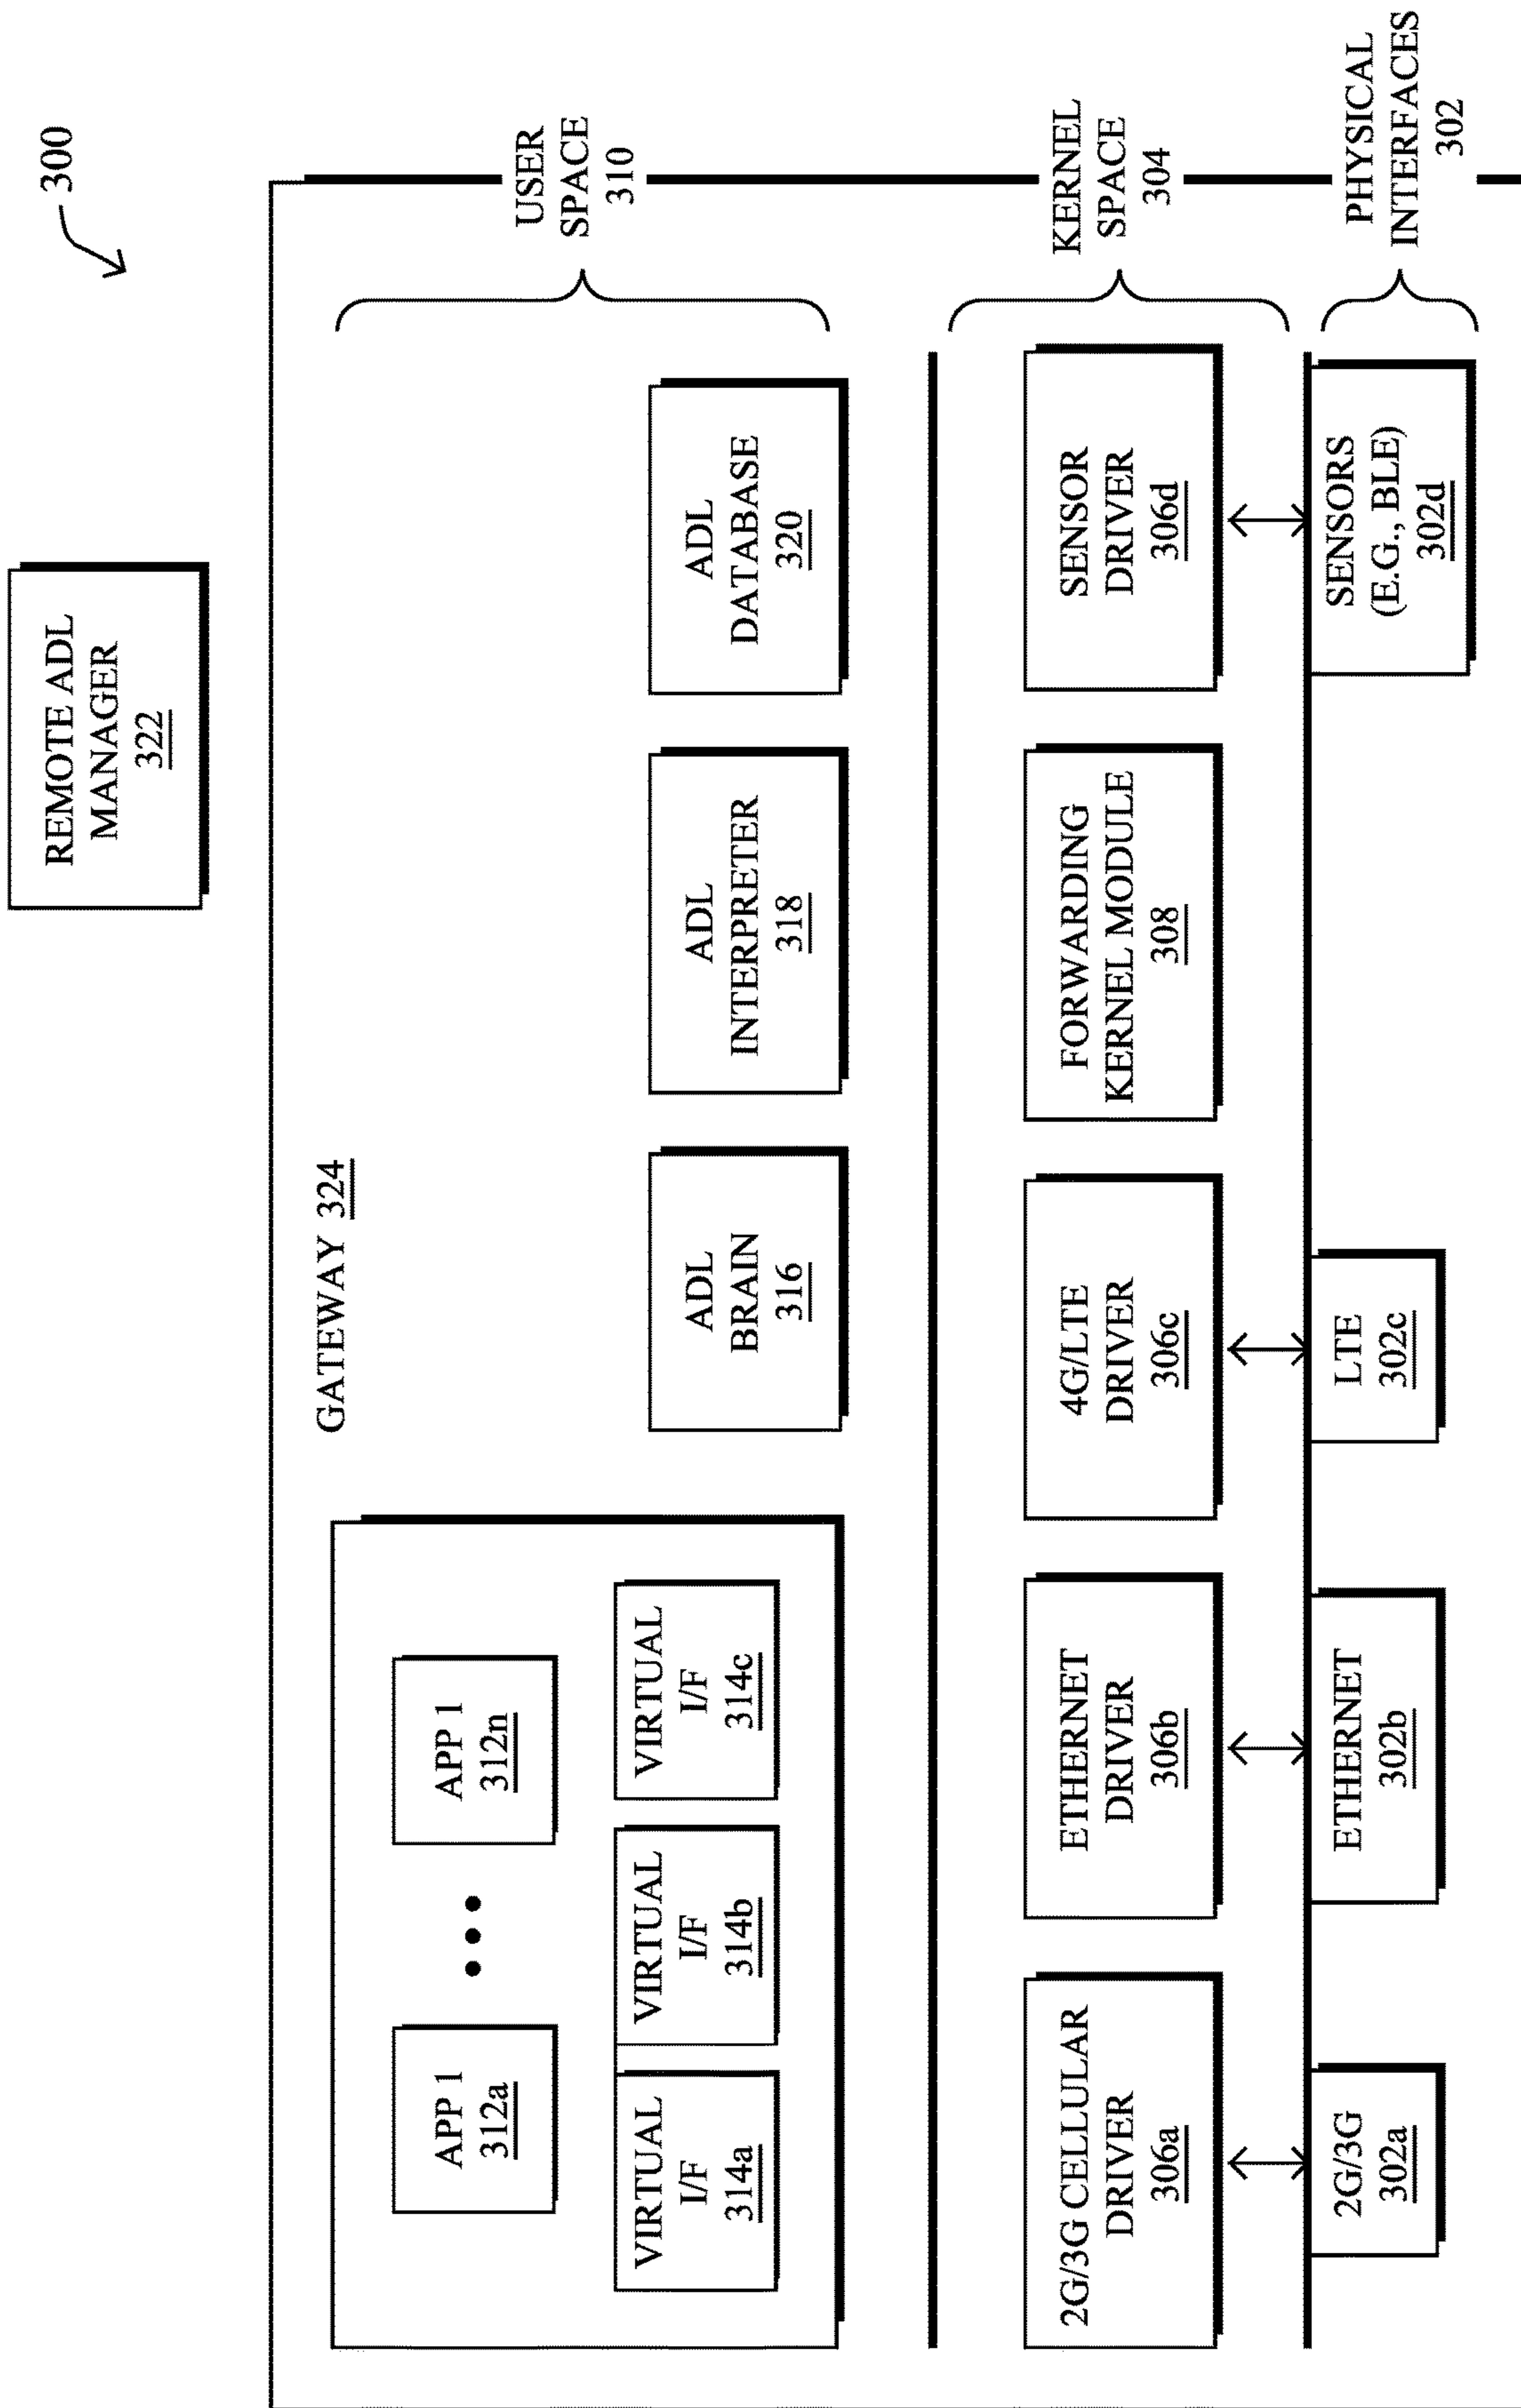 300
REMOTE ADL
MANAGER
322
GATEWAY 324
USER
SPACE
310
APP 1
312a
APP 1
312n
VIRTUAL
I/F
314a
VIRTUAL
I/F
314b
VIRTUAL
I/F
314c
ADL
BRAIN
316
ADL
INTERPRETER
318
ADL
DATABASE
320
KERNEL
SPACE
304
2G/3G CELLULAR
DRIVER
306a
ETHERNET
DRIVER
306b
4G/LTE
DRIVER
306c
FORWARDING
KERNEL MODULE
308
SENSOR
DRIVER
306d
PHYSICAL
INTERFACES
302
2G/3G
302a
ETHERNET
302b
LTE
302c
SENSORS
(E.G., BLE)
302d